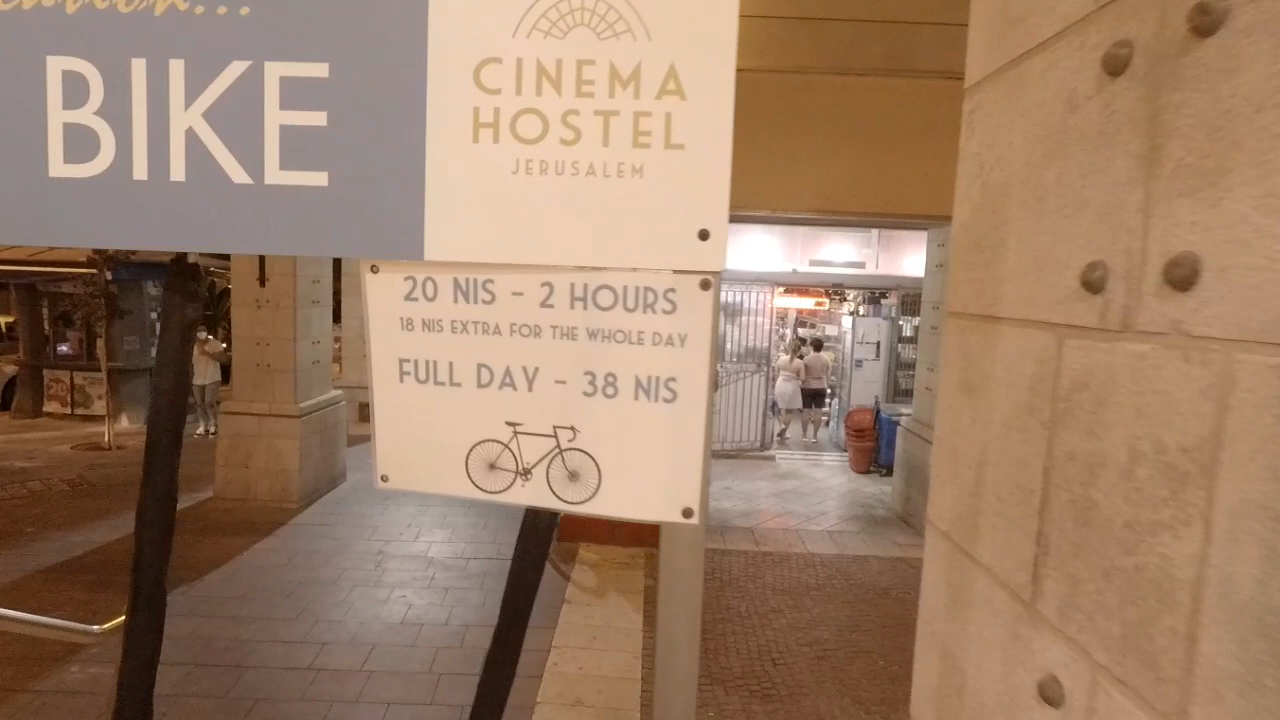 BIKE
CINEMA
HOSTEL
JERUSALEM
20 NIS - 2 HOURS
18 NIS EXTRA FOR THE WHOLE DAY
FULL DAY - 38 NIS